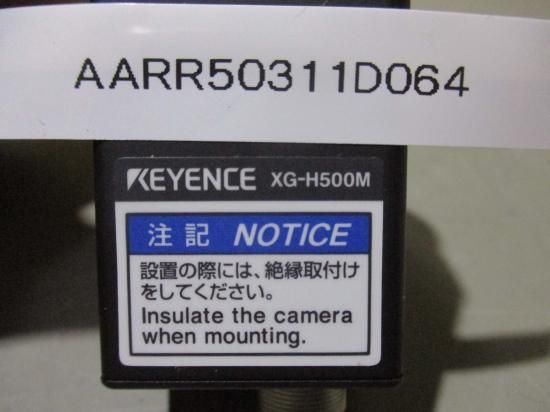 AARR50311D064
KEYENCE XG-H500M
注記 NOTICE
設置の際には、絶縁取付け
をしてください。
Insulate the camera
when mounting.